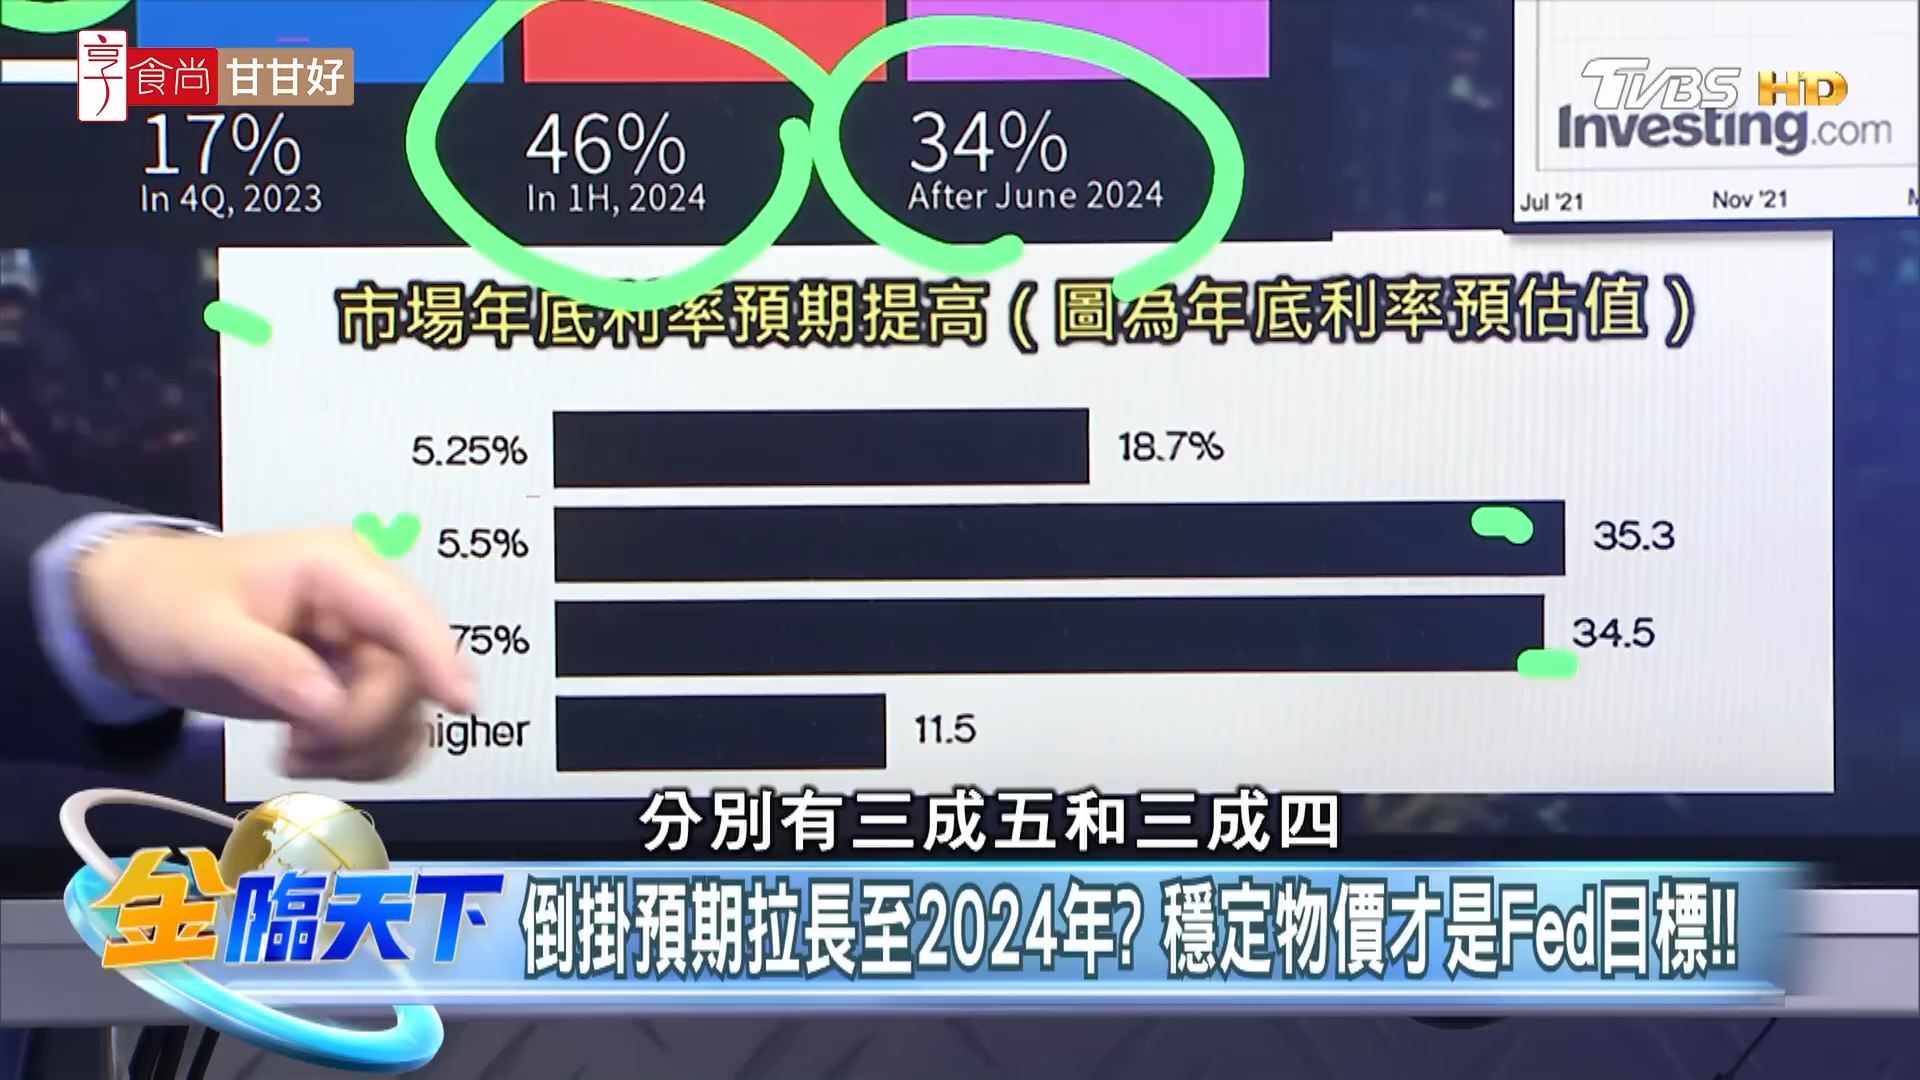 享 食尚 甘甘好
TVBS HD
Investing.com
17%
In 4Q, 2023
46%
In 1H, 2024
34%
After June 2024
Jul '21
Nov '21
市場年底利率預期提高（圖為年底利率預估值）
5.25%
18.7%
5.5%
35.3
75%
34.5
higher
11.5
分別有三成五和三成四
金臨天下
倒掛預期拉長至2024年? 穩定物價才是Fed目標!!